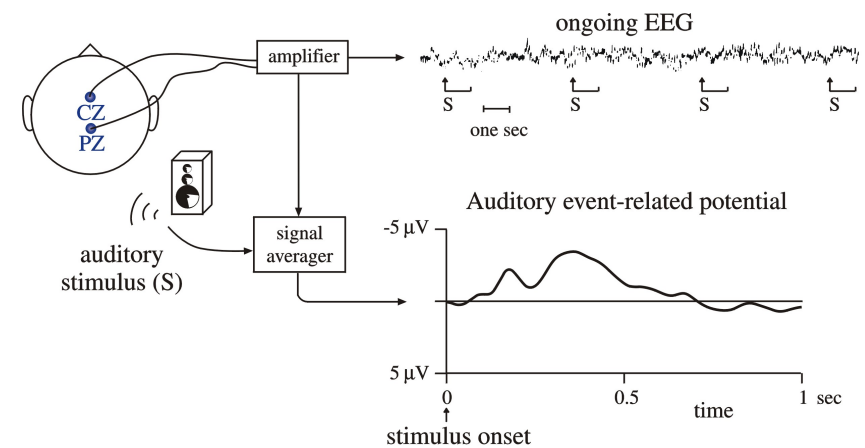 ongoing EEG
amplifier
CZ
PZ
S
S
S
S
one sec
auditory
stimulus (S)
signal
averager
Auditory event-related potential
-5 µV
5 µV
0
0.5
1 sec
time
stimulus onset